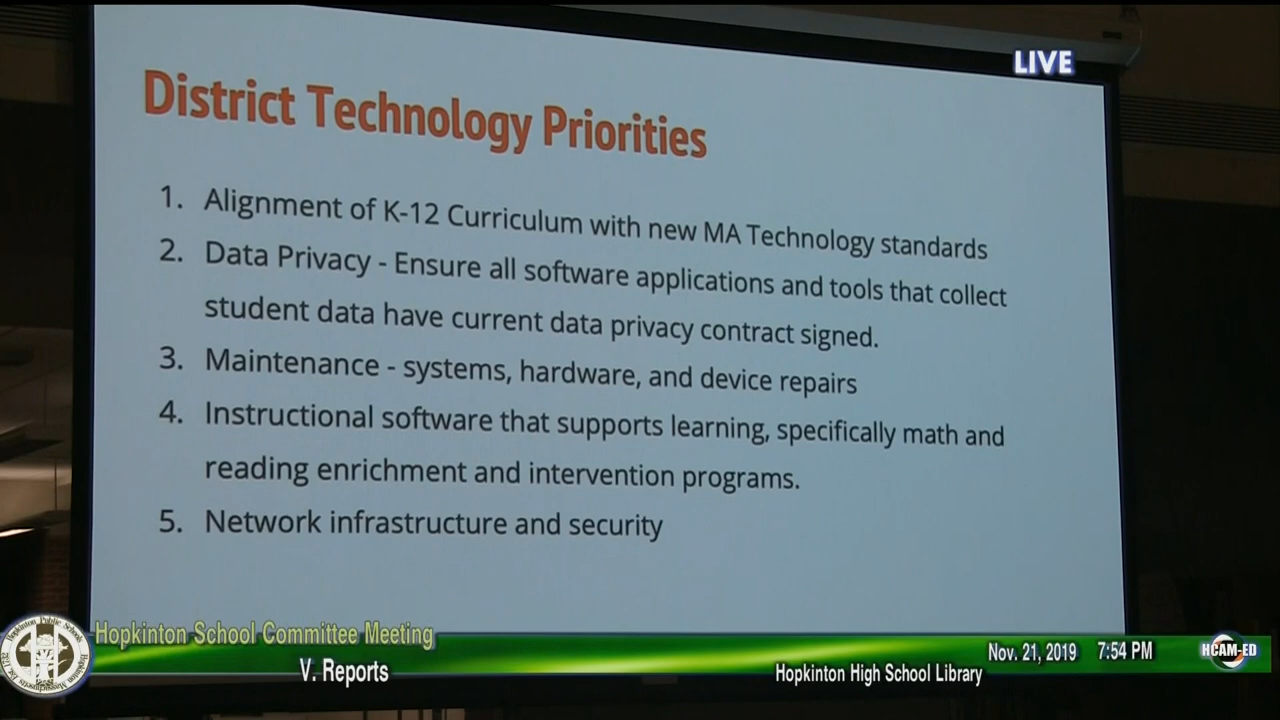 LIVE
District Technology Priorities
1. Alignment of K-12 Curriculum with new MA Technology standards
2. Data Privacy - Ensure all software applications and tools that collect
student data have current data privacy contract signed.
3. Maintenance - systems, hardware, and device repairs
4. Instructional software that supports learning, specifically math and
reading enrichment and intervention programs.
5. Network infrastructure and security
Hopkinton School Committee Meeting
V. Reports
Hopkinton High School Library
Nov. 21, 2019 7:54 PM
HCAM-ED
Hopkinton Public Schools